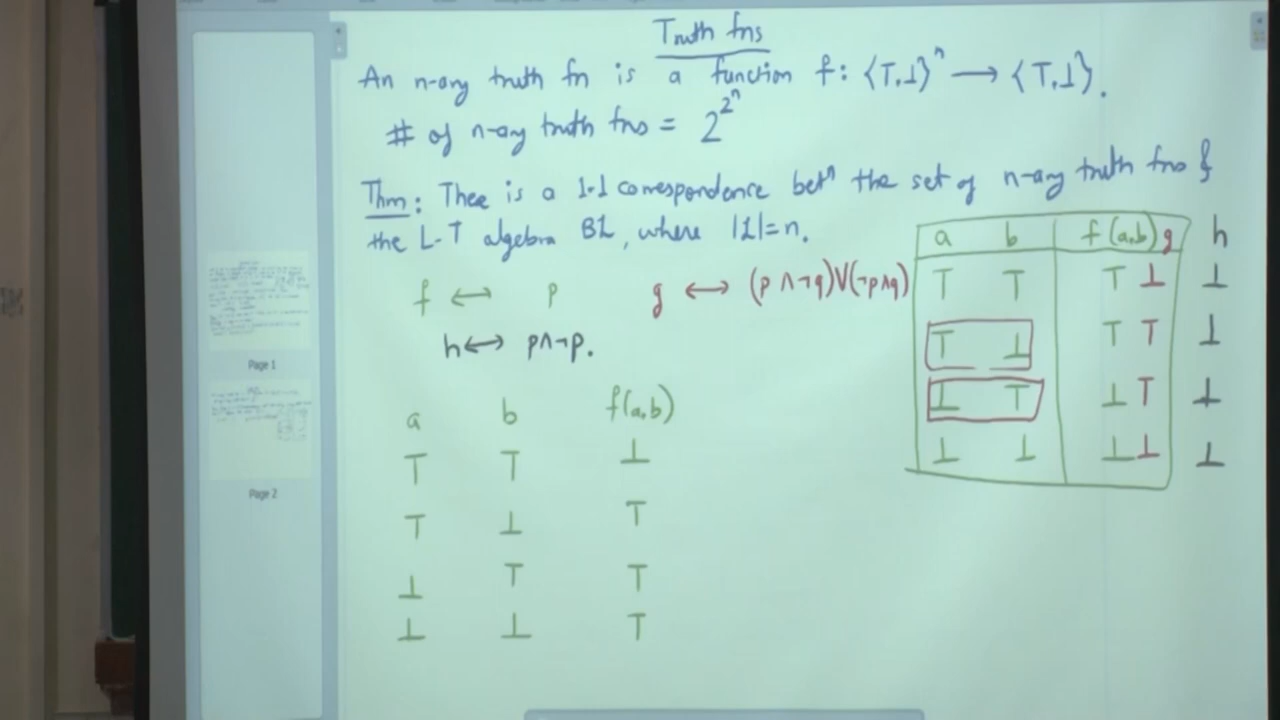 Truth fns
An n-ary truth fn is a function f: {T,⊥}ⁿ → {T,⊥}.
# of n-ary truth fns = 2^2^n
Thm: There is a 1-1 correspondence betⁿ the set of n-ary truth fns &
the L-T algebra BL, where |L|=n.
f ↔ p g ↔ (p∧¬q)∨(¬p∧q)
h ↔ p∧¬p.
a b f(a,b) g h
T T T ⊥ ⊥
T ⊥ T T ⊥
⊥ T ⊥ T ⊥
⊥ ⊥ ⊥ ⊥ ⊥
a b f(a,b)
T T ⊥
T ⊥ T
⊥ T T
⊥ ⊥ T
Page 1
Page 2